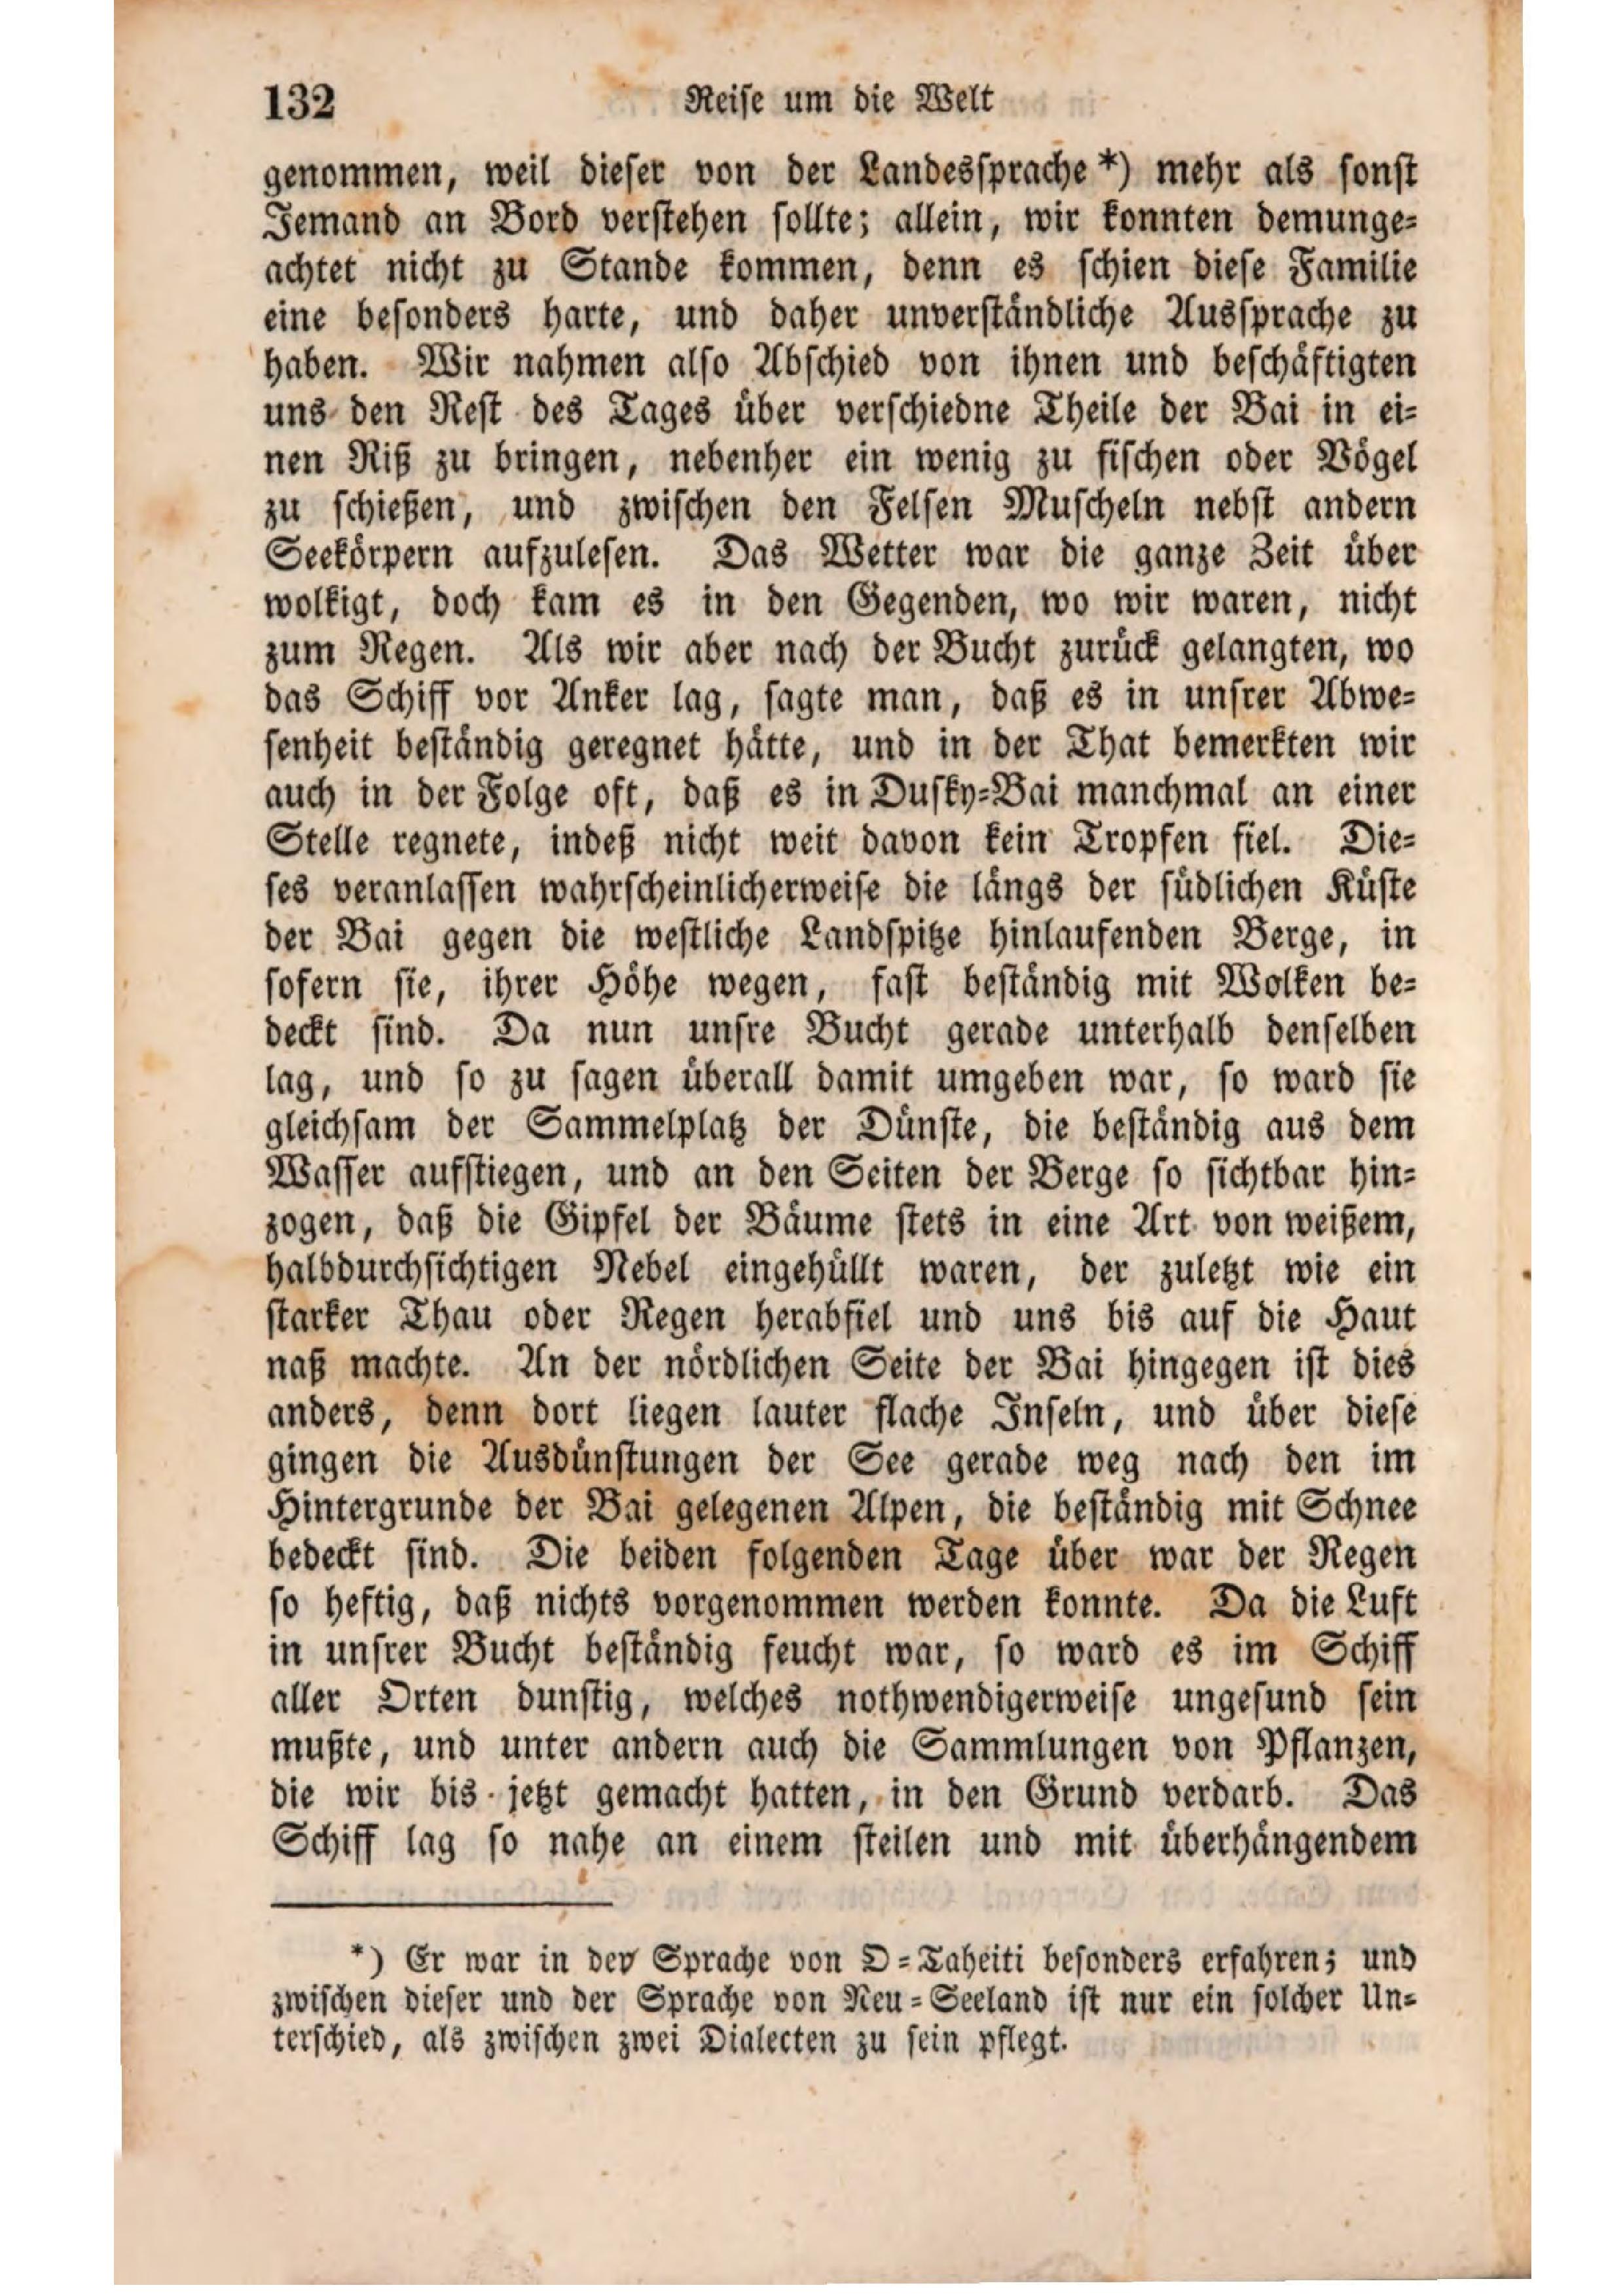 132 Reise um die Welt
genommen, weil dieser von der Landessprache *) mehr als sonst
Jemand an Bord verstehen sollte; allein, wir konnten demunge-
achtet nicht zu Stande kommen, denn es schien diese Familie
eine besonders harte, und daher unverständliche Aussprache zu
haben. Wir nahmen also Abschied von ihnen und beschäftigten
uns den Rest des Tages über verschiedne Theile der Bai in ei-
nen Riß zu bringen, nebenher ein wenig zu fischen oder Vögel
zu schießen, und zwischen den Felsen Muscheln nebst andern
Seekörpern aufzulesen. Das Wetter war die ganze Zeit über
wolkigt, doch kam es in den Gegenden, wo wir waren, nicht
zum Regen. Als wir aber nach der Bucht zurück gelangten, wo
das Schiff vor Anker lag, sagte man, daß es in unsrer Abwe-
senheit beständig geregnet hätte, und in der That bemerkten wir
auch in der Folge oft, daß es in Dusky-Bai manchmal an einer
Stelle regnete, indeß nicht weit davon kein Tropfen fiel. Die-
ses veranlassen wahrscheinlicherweise die längs der südlichen Küste
der Bai gegen die westliche Landspitze hinlaufenden Berge, in
sofern sie, ihrer Höhe wegen, fast beständig mit Wolken be-
deckt sind. Da nun unsre Bucht gerade unterhalb denselben
lag, und so zu sagen überall damit umgeben war, so ward sie
gleichsam der Sammelplatz der Dünste, die beständig aus dem
Wasser aufstiegen, und an den Seiten der Berge so sichtbar hin-
zogen, daß die Gipfel der Bäume stets in eine Art von weißem,
halbdurchsichtigen Nebel eingehüllt waren, der zuletzt wie ein
starker Thau oder Regen herabfiel und uns bis auf die Haut
naß machte. An der nördlichen Seite der Bai hingegen ist dies
anders, denn dort liegen lauter flache Inseln, und über diese
gingen die Ausdünstungen der See gerade weg nach den im
Hintergrunde der Bai gelegenen Alpen, die beständig mit Schnee
bedeckt sind. Die beiden folgenden Tage über war der Regen
so heftig, daß nichts vorgenommen werden konnte. Da die Luft
in unsrer Bucht beständig feucht war, so ward es im Schiff
aller Orten dunstig, welches nothwendigerweise ungesund sein
mußte, und unter andern auch die Sammlungen von Pflanzen,
die wir bis jetzt gemacht hatten, in den Grund verdarb. Das
Schiff lag so nahe an einem steilen und mit überhängendem
*) Er war in der Sprache von O-Taheiti besonders erfahren; und
zwischen dieser und der Sprache von Neu-Seeland ist nur ein solcher Un-
terschied, als zwischen zwei Dialecten zu sein pflegt.